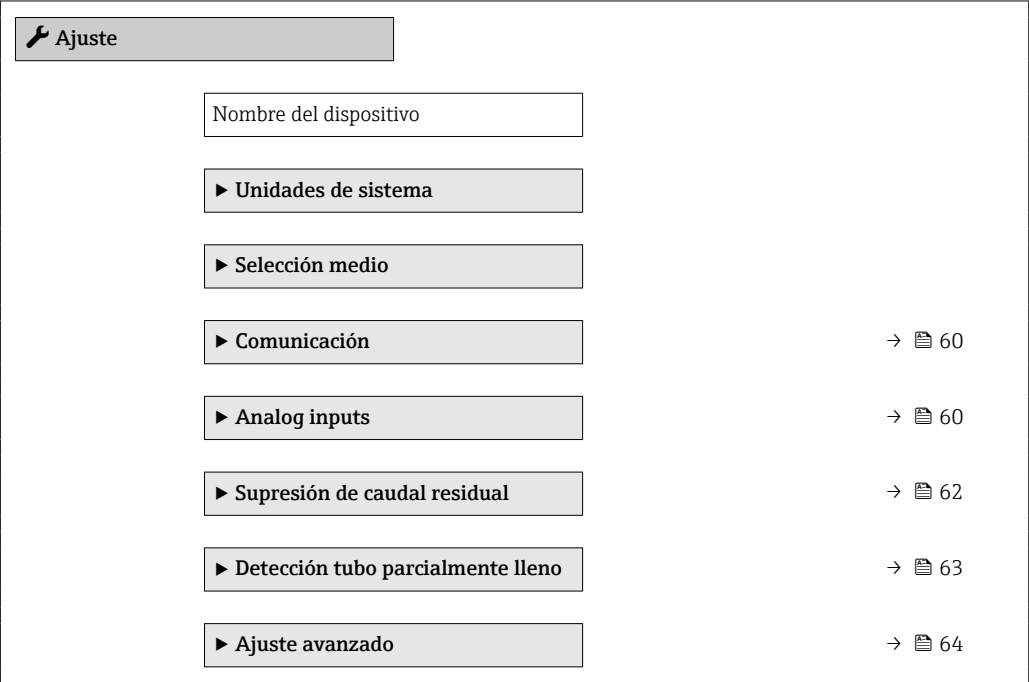 Ajuste
Nombre del dispositivo
▶ Unidades de sistema
▶ Selección medio
▶ Comunicación → 60
▶ Analog inputs → 60
▶ Supresión de caudal residual → 62
▶ Detección tubo parcialmente lleno → 63
▶ Ajuste avanzado → 64